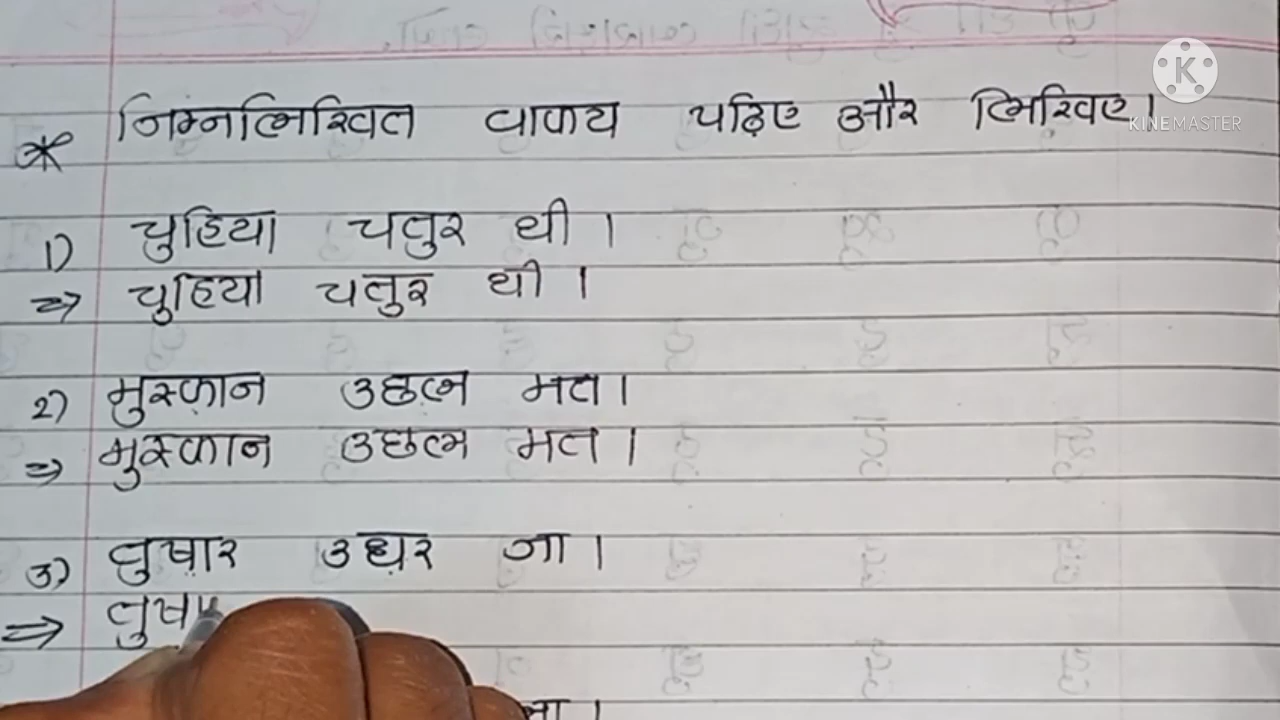 KINEMASTER
* निम्नलिखित वाक्य पढ़िए और लिखिए।
1) चुहिया चतुर थी ।
⇒ चुहिया चतुर थी ।
2) मुस्कान उछल मत।
⇒ मुस्कान उछल मत ।
3) तुषार उधर जा ।
⇒ तुषा